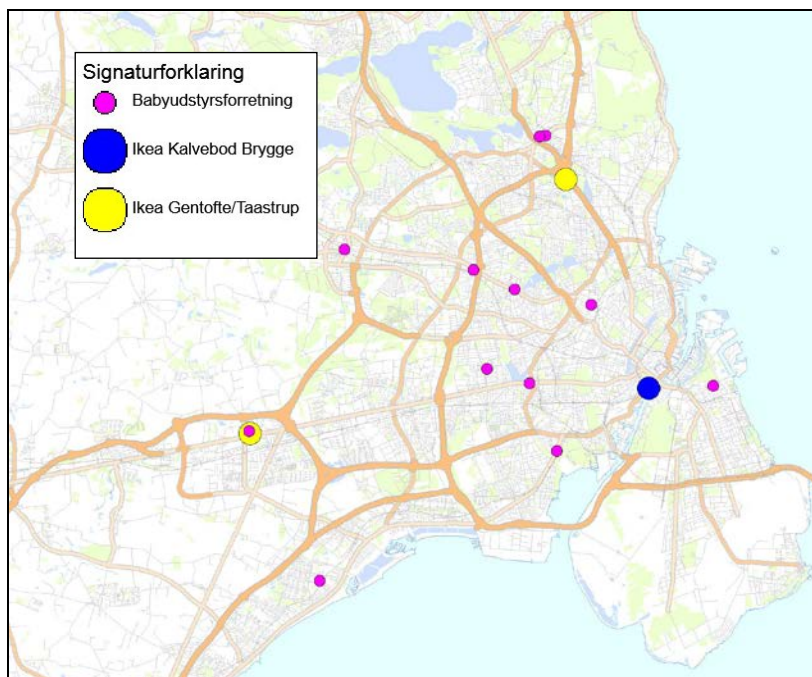 Signaturforklaring
Babyudstyrsforretning
Ikea Kalvebod Brygge
Ikea Gentofte/Taastrup